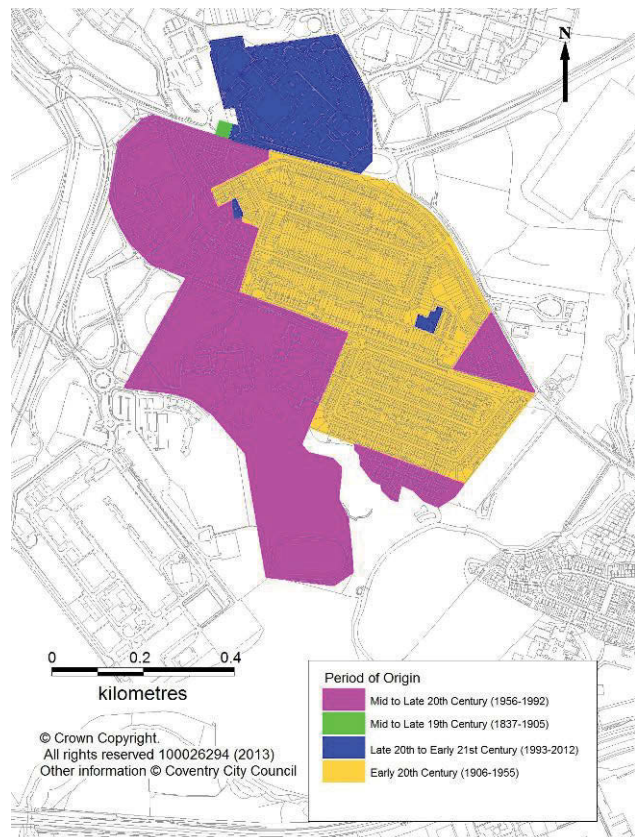 N
0 0.2 0.4
kilometres
Period of Origin
Mid to Late 20th Century (1956-1992)
Mid to Late 19th Century (1837-1905)
Late 20th to Early 21st Century (1993-2012)
Early 20th Century (1906-1955)
© Crown Copyright.
All rights reserved 100026294 (2013)
Other information © Coventry City Council